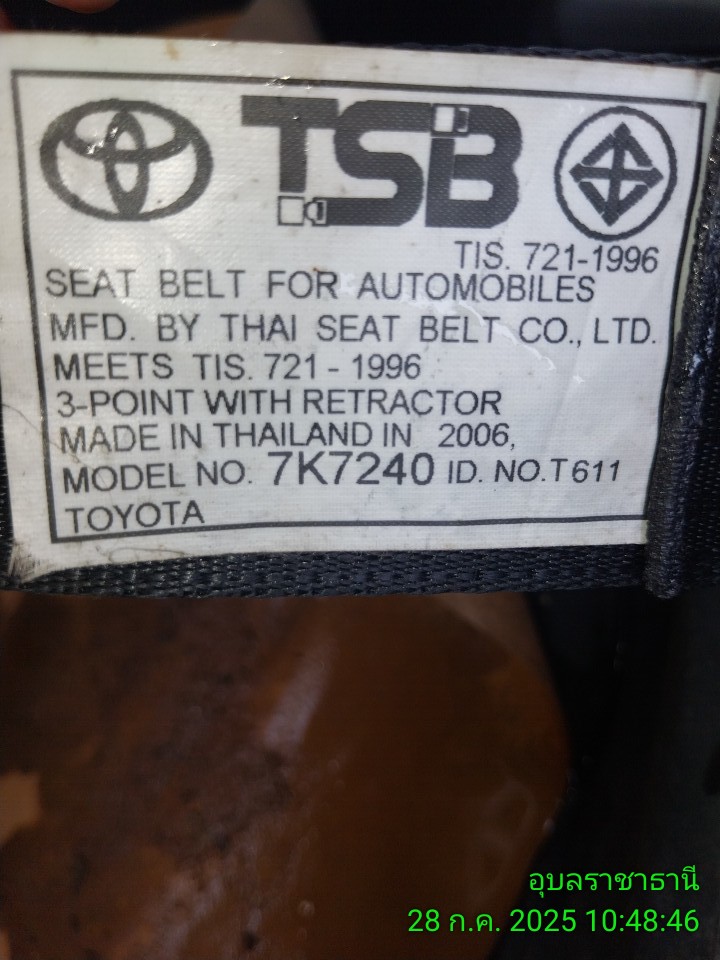 TSB
TIS. 721-1996
SEAT BELT FOR AUTOMOBILES
MFD. BY THAI SEAT BELT CO., LTD.
MEETS TIS. 721 - 1996
3-POINT WITH RETRACTOR
MADE IN THAILAND IN 2006,
MODEL NO. 7K7240 ID. NO.T611
TOYOTA
อุบลราชาธานี
28 ก.ค. 2025 10:48:46